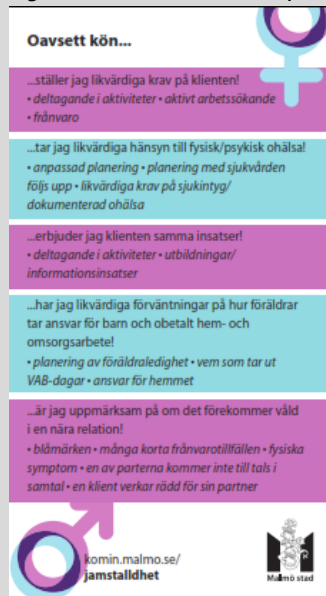 Oavsett kön...
...ställer jag likvärdiga krav på klienten!
• deltagande i aktiviteter • aktivt arbetssökande
• frånvaro
...tar jag likvärdiga hänsyn till fysisk/psykisk ohälsa!
• anpassad planering • planering med sjukvården
följs upp • likvärdiga krav på sjukintyg/
dokumenterad ohälsa
...erbjuder jag klienten samma insatser!
• deltagande i aktiviteter • utbildningar/
informationsinsatser
...har jag likvärdiga förväntningar på hur föräldrar
tar ansvar för barn och obetalt hem- och
omsorgsarbete!
• planering av föräldraledighet • vem som tar ut
VAB-dagar • ansvar för hemmet
...är jag uppmärksam på om det förekommer våld
i en nära relation!
• blåmärken • många korta frånvarotillfällen • fysiska
symptom • en av parterna kommer inte till tals i
samtal • en klient verkar rädd för sin partner
komin.malmo.se/
jamstalldhet
Malmö stad